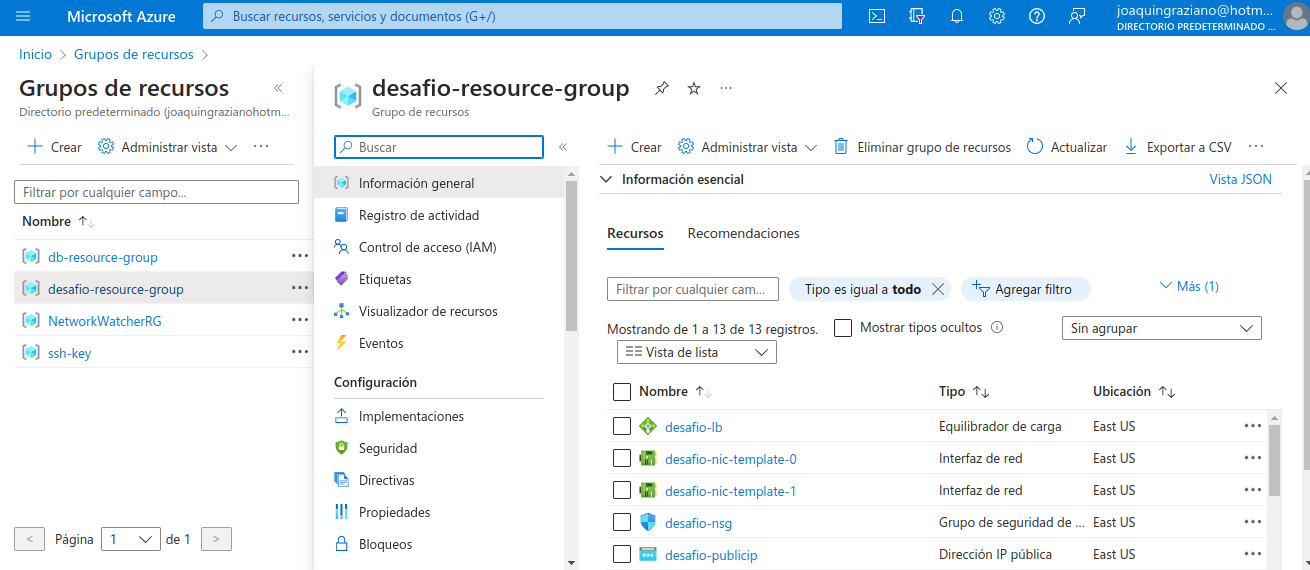 Microsoft Azure
Buscar recursos, servicios y documentos (G+/)
joaquingraziano@hotm...
DIRECTORIO PREDETERMINADO ...
Inicio > Grupos de recursos >
Grupos de recursos
Directorio predeterminado (joaquingrazianohotm...
Crear
Administrar vista
Filtrar por cualquier campo...
Nombre
db-resource-group
desafio-resource-group
NetworkWatcherRG
ssh-key
< Página 1 de 1 >
desafio-resource-group
Grupo de recursos
Buscar
Información general
Registro de actividad
Control de acceso (IAM)
Etiquetas
Visualizador de recursos
Eventos
Configuración
Implementaciones
Seguridad
Directivas
Propiedades
Bloqueos
Crear
Administrar vista
Eliminar grupo de recursos
Actualizar
Exportar a CSV
Información esencial
Vista JSON
Recursos
Recomendaciones
Filtrar por cualquier cam...
Tipo es igual a todo
Agregar filtro
Más (1)
Mostrando de 1 a 13 de 13 registros.
Mostrar tipos ocultos
Sin agrupar
Vista de lista
Nombre Tipo Ubicación
desafio-lb Equilibrador de carga East US
desafio-nic-template-0 Interfaz de red East US
desafio-nic-template-1 Interfaz de red East US
desafio-nsg Grupo de seguridad de ... East US
desafio-publicip Dirección IP pública East US